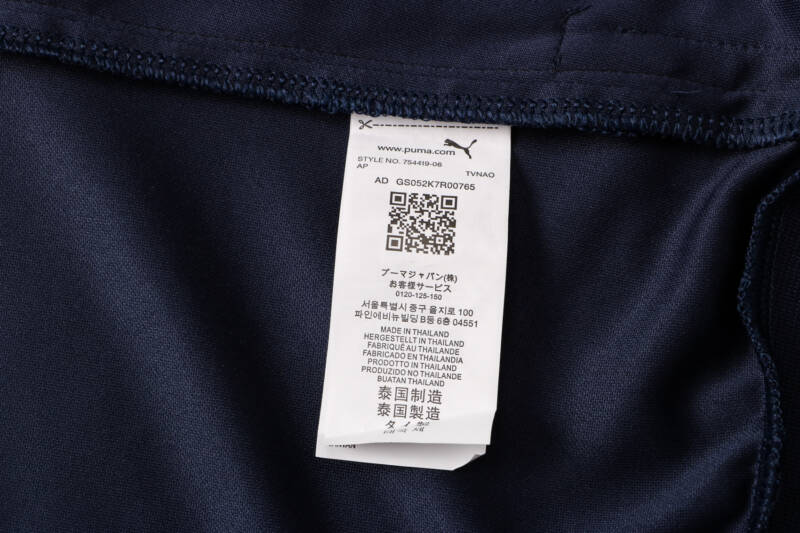 www.puma.com
STYLE NO. 754419-06
AP
TVNAO
AD GS052K7R00765
プーマジャパン(株)
お客様サービス
0120-125-150
서울특별시 중구 을지로 100
파인에비뉴빌딩 B동 6층 04551
MADE IN THAILAND
HERGESTELLT IN THAILAND
FABRIQUÉ AU THAILANDE
FABRICADO EN THAILANDIA
PRODOTTO IN THAILAND
PRODUZIDO NO THAILANDE
BUATAN THAILAND
泰国制造
泰国製造